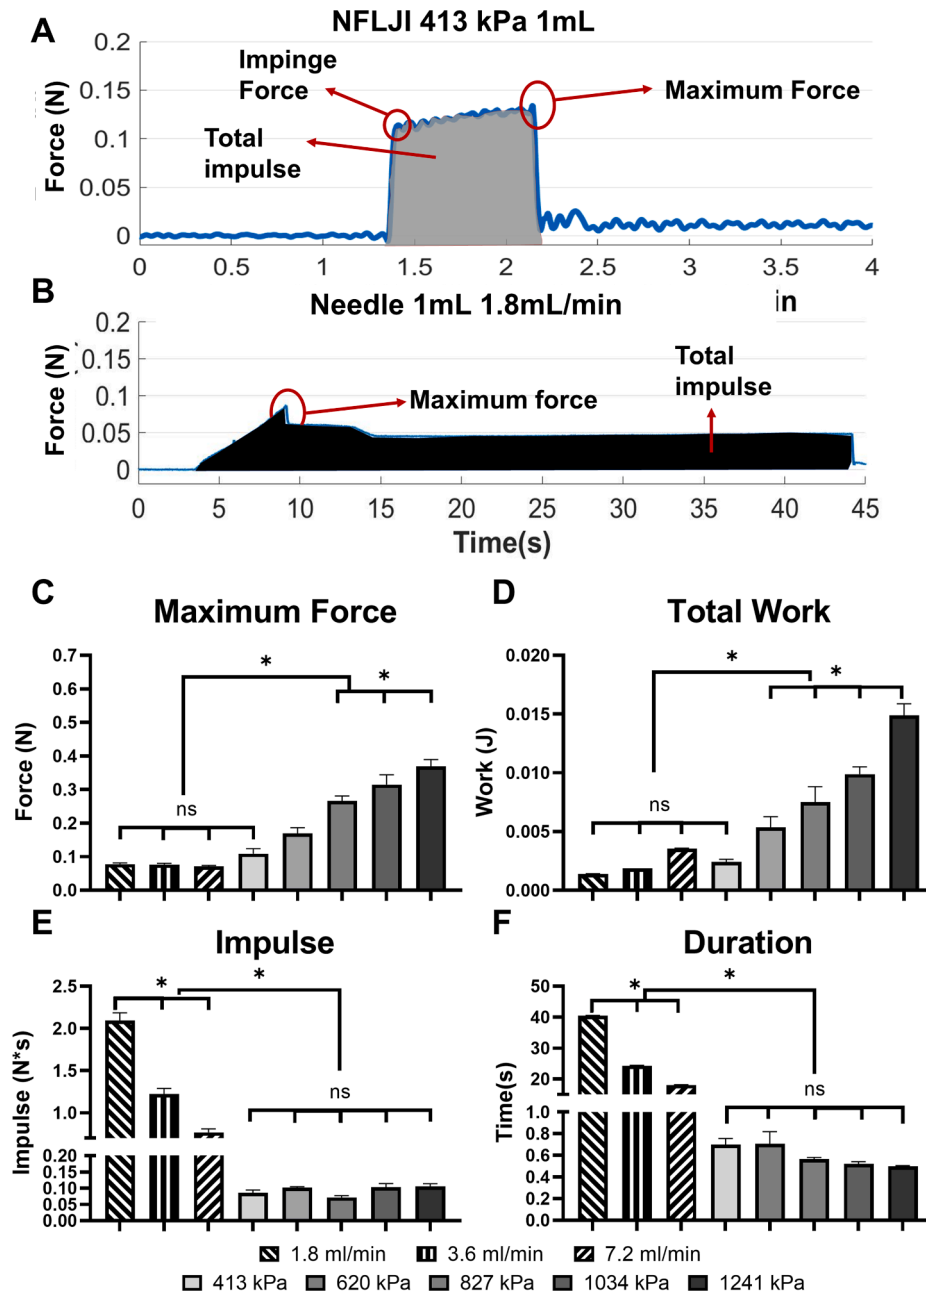 A
NFLJI 413 kPa 1mL
Force (N)
0.2
0.15
0.1
0.05
0
Impinge
Force
Maximum Force
Total
impulse
0 0.5 1 1.5 2 2.5 3 3.5 4
in
B
Needle 1mL 1.8mL/min
Force (N)
0.2
0.15
0.1
0.05
0
Maximum force
Total
impulse
0 5 10 15 20 25 30 35 40 45
Time(s)
C
Maximum Force
Force (N)
0.7
0.6
0.5
0.4
0.3
0.2
0.1
0.0
*
*
ns
D
Total Work
Work (J)
0.020
0.015
0.010
0.005
0.000
*
*
ns
E
Impulse
Impulse (N*s)
2.5
2.0
1.5
1.0
0.20
0.15
0.10
0.05
0.00
*
*
ns
F
Duration
Time(s)
50
40
30
20
1.0
0.8
0.6
0.4
0.2
0.0
*
*
ns
1.8 ml/min 3.6 ml/min 7.2 ml/min
413 kPa 620 kPa 827 kPa 1034 kPa 1241 kPa